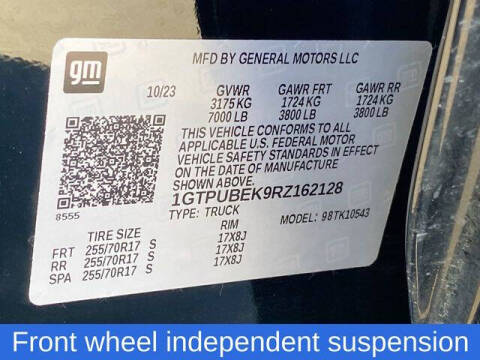 gm
MFD BY GENERAL MOTORS LLC
10/23 GVWR GAWR FRT GAWR RR
3175 KG 1724 KG 1724 KG
7000 LB 3800 LB 3800 LB
THIS VEHICLE CONFORMS TO ALL
APPLICABLE U.S. FEDERAL MOTOR
VEHICLE SAFETY STANDARDS IN
EFFECT ON THE DATE OF MANUFACTURE
SHOWN ABOVE.
1GTPUBEK9RZ162128
8555
TYPE: TRUCK MODEL: 98TK10543
TIRE SIZE RIM
FRT 255/70R17 S 17X8J
RR 255/70R17 S 17X8J
SPA 255/70R17 S 17X8J
Front wheel independent suspension